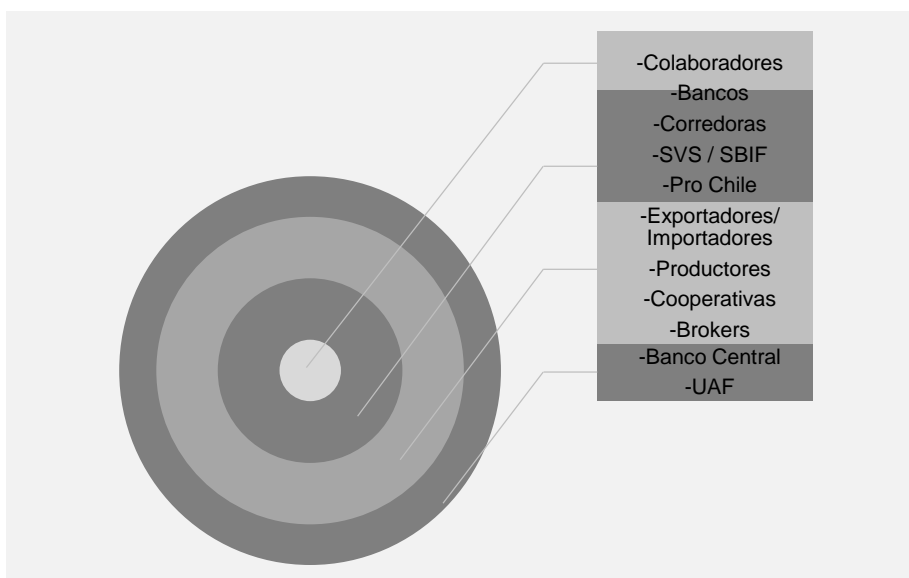 -Colaboradores
-Bancos
-Corredoras
-SVS / SBIF
-Pro Chile
-Exportadores/
Importadores
-Productores
-Cooperativas
-Brokers
-Banco Central
-UAF